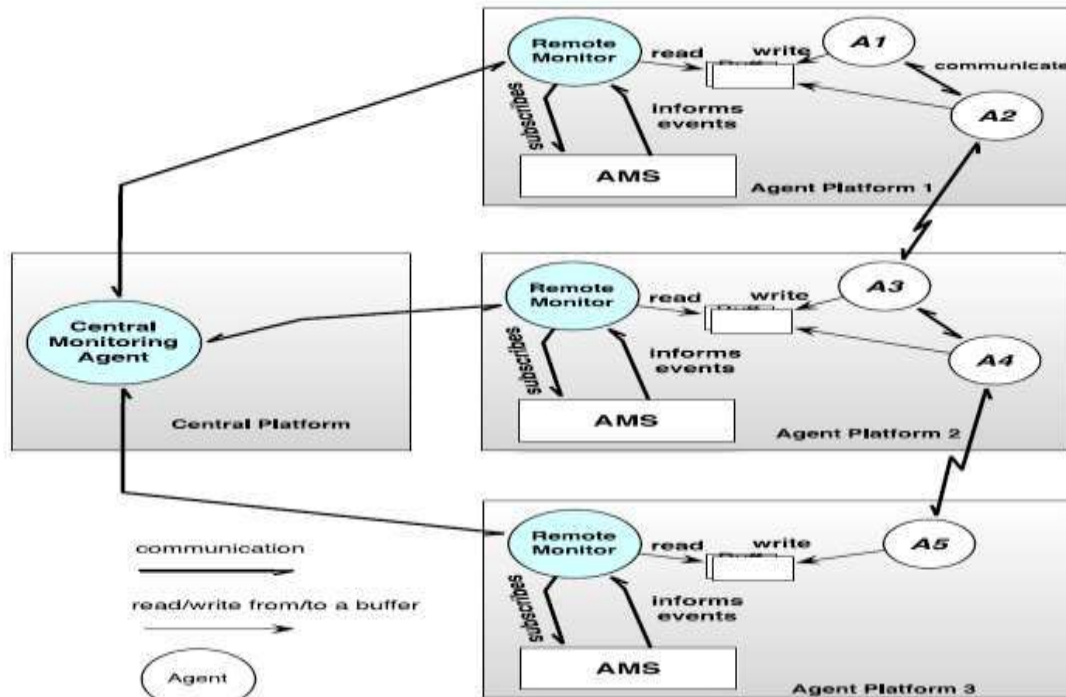 Remote
Monitor
read
write
A1
communicate
A2
subscribes
informs
events
AMS
Agent Platform 1
Remote
Monitor
read
write
A3
A4
subscribes
informs
events
AMS
Agent Platform 2
Central
Monitoring
Agent
Central Platform
Remote
Monitor
read
write
A5
subscribes
informs
events
AMS
Agent Platform 3
communication
read/write from/to a buffer
Agent